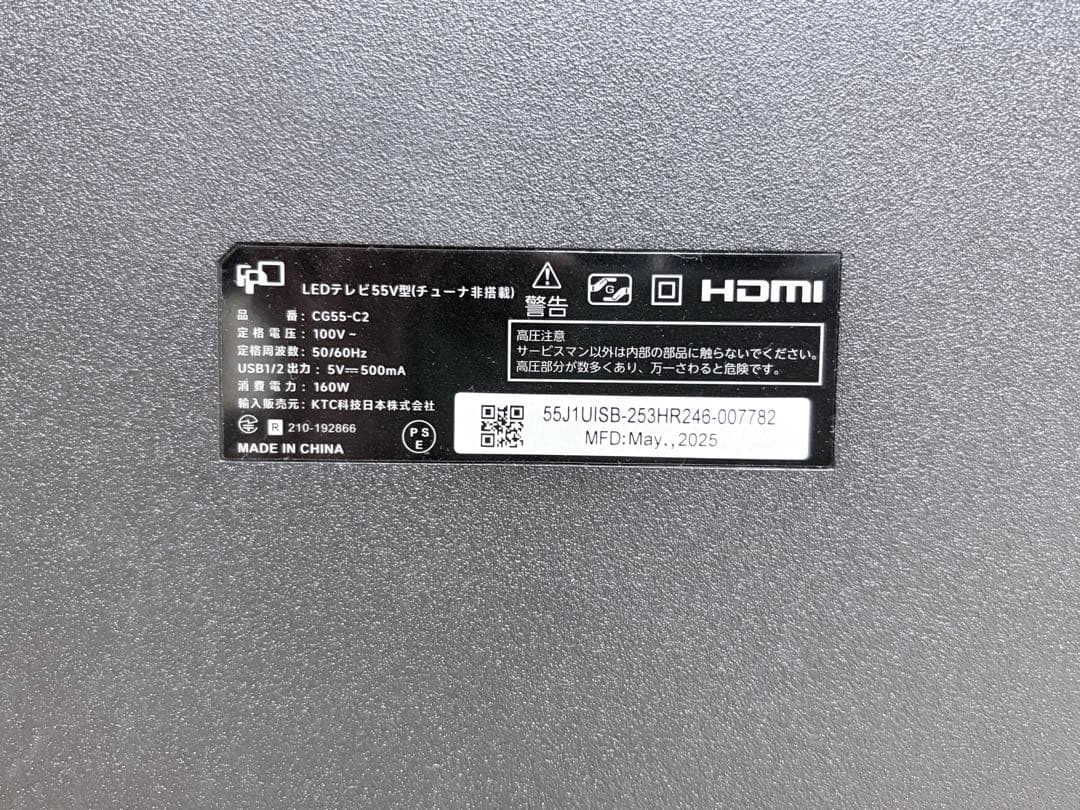 LEDテレビ55V型(チューナ非搭載)
品番: CG55-C2
定格電圧: 100V~
定格周波数: 50/60Hz
USB1/2出力: 5V⎓500mA
消費電力: 160W
輸入販売元: KTC科技日本株式会社
R 210-192866
PSE
MADE IN CHINA
警告
G
HDMI
高圧注意
サービスマン以外は内部の部品に触らないでください。
高圧部分が数多くあり、万一さわると危険です。
55J1UISB-253HR246-007782
MFD:May.,2025